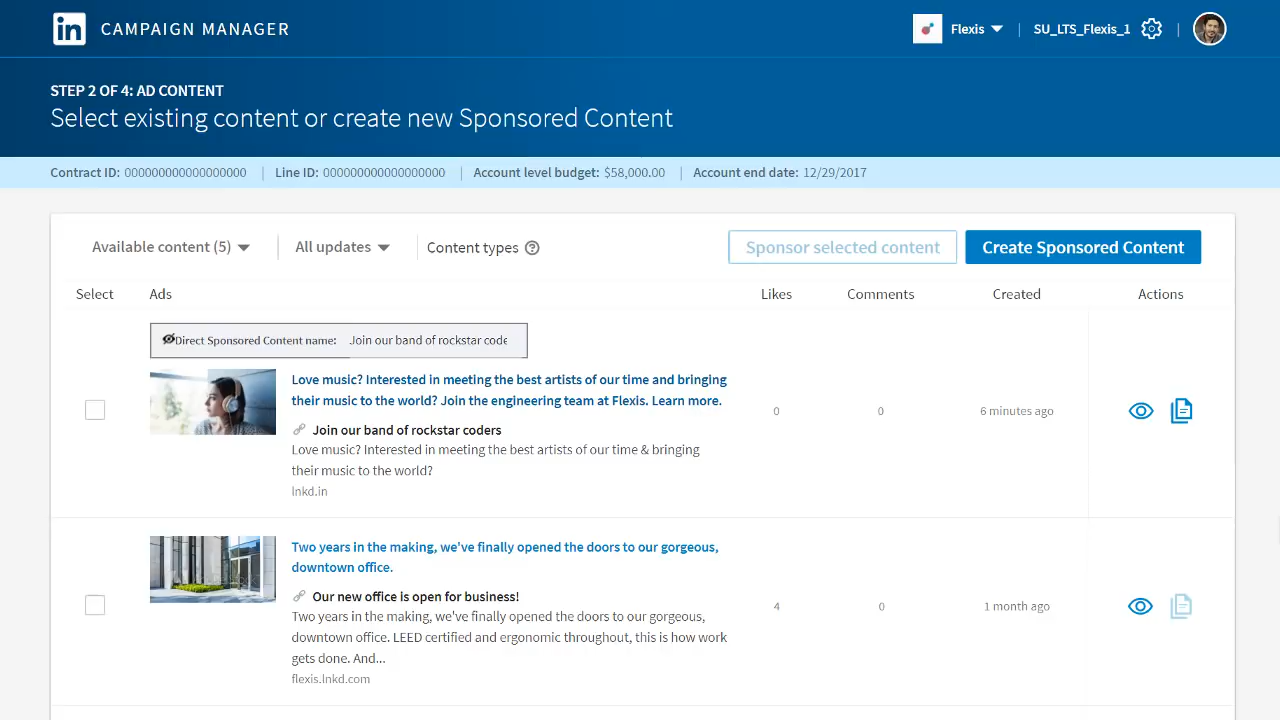 in CAMPAIGN MANAGER
Flexis | SU_LTS_Flexis_1 |
STEP 2 OF 4: AD CONTENT
Select existing content or create new Sponsored Content
Contract ID: 000000000000000000 | Line ID: 000000000000000000 | Account level budget: $58,000.00 | Account end date: 12/29/2017
Available content (5) All updates Content types ? Sponsor selected content Create Sponsored Content
Select Ads Likes Comments Created Actions
Direct Sponsored Content name: Join our band of rockstar code
Love music? Interested in meeting the best artists of our time and bringing
their music to the world? Join the engineering team at Flexis. Learn more.
0 0 6 minutes ago
Join our band of rockstar coders
Love music? Interested in meeting the best artists of our time & bringing
their music to the world?
lnkd.in
Two years in the making, we've finally opened the doors to our gorgeous,
downtown office.
Our new office is open for business!
4 0 1 month ago
Two years in the making, we've finally opened the doors to our gorgeous,
downtown office. LEED certified and ergonomic throughout, this is how work
gets done. And...
flexis.lnkd.com